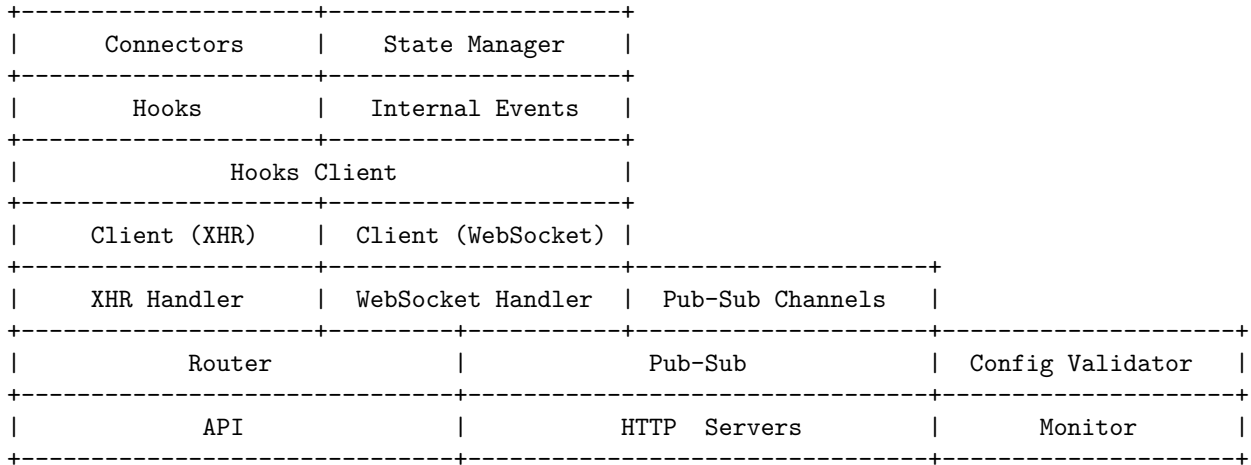 Connectors State Manager
Hooks Internal Events
Hooks Client
Client (XHR) Client (WebSocket)
XHR Handler WebSocket Handler Pub-Sub Channels
Router Pub-Sub Config Validator
API HTTP Servers Monitor